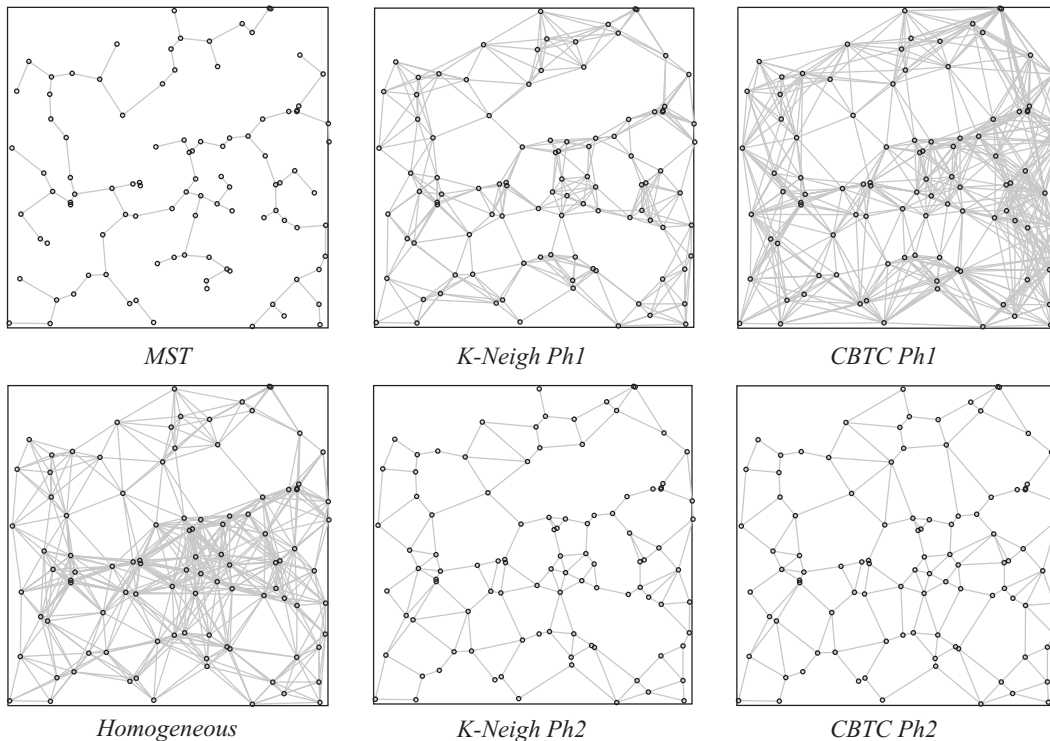 MST
K-Neigh Ph1
CBTC Ph1
Homogeneous
K-Neigh Ph2
CBTC Ph2